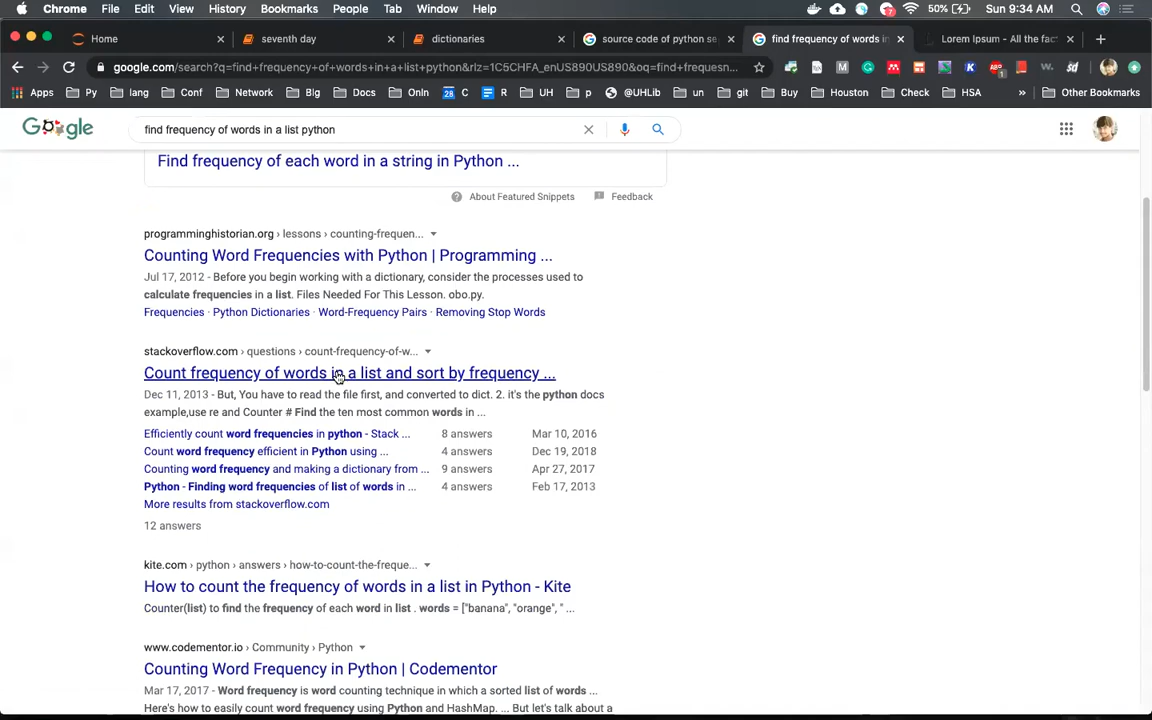 Chrome File Edit View History Bookmarks People Tab Window Help 7 50% Sun 9:34 AM
Home seventh day dictionaries source code of python se find frequency of words in Lorem Ipsum - All the fac
google.com/search?q=find+frequency+of+words+in+a+list+python&rlz=1C5CHFA_enUS890US890&oq=find+frequesn...
Apps Py lang Conf Network Big Docs OnIn 28 C R UH p @UHLib un git Buy Houston Check HSA » Other Bookmarks
Google find frequency of words in a list python
Find frequency of each word in a string in Python ...
About Featured Snippets Feedback
programminghistorian.org › lessons › counting-frequen...
Counting Word Frequencies with Python | Programming ...
Jul 17, 2012 - Before you begin working with a dictionary, consider the processes used to
calculate frequencies in a list. Files Needed For This Lesson. obo.py.
Frequencies · Python Dictionaries · Word-Frequency Pairs · Removing Stop Words
stackoverflow.com › questions › count-frequency-of-w...
Count frequency of words in a list and sort by frequency ...
Dec 11, 2013 - But, You have to read the file first, and converted to dict. 2. it's the python docs
example,use re and Counter # Find the ten most common words in ...
Efficiently count word frequencies in python - Stack ... 8 answers Mar 10, 2016
Count word frequency efficient in Python using ... 4 answers Dec 19, 2018
Counting word frequency and making a dictionary from ... 9 answers Apr 27, 2017
Python - Finding word frequencies of list of words in ... 4 answers Feb 17, 2013
More results from stackoverflow.com
12 answers
kite.com › python › answers › how-to-count-the-freque...
How to count the frequency of words in a list in Python - Kite
Counter(list) to find the frequency of each word in list . words = ["banana", "orange", " ...
www.codementor.io › Community › Python
Counting Word Frequency in Python | Codementor
Mar 17, 2017 - Word frequency is word counting technique in which a sorted list of words ...
Here's how to easily count word frequency using Python and HashMap. ... But let's talk about a